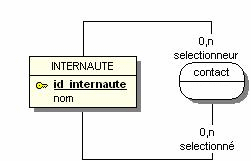 0,n
selectionneur
INTERNAUTE
contact
id_internaute
nom
0,n
selectionné